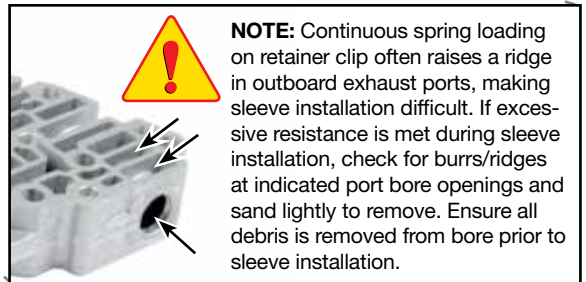 NOTE: Continuous spring loading
on retainer clip often raises a ridge
in outboard exhaust ports, making
sleeve installation difficult. If exces-
sive resistance is met during sleeve
installation, check for burrs/ridges
at indicated port bore openings and
sand lightly to remove. Ensure all
debris is removed from bore prior to
sleeve installation.